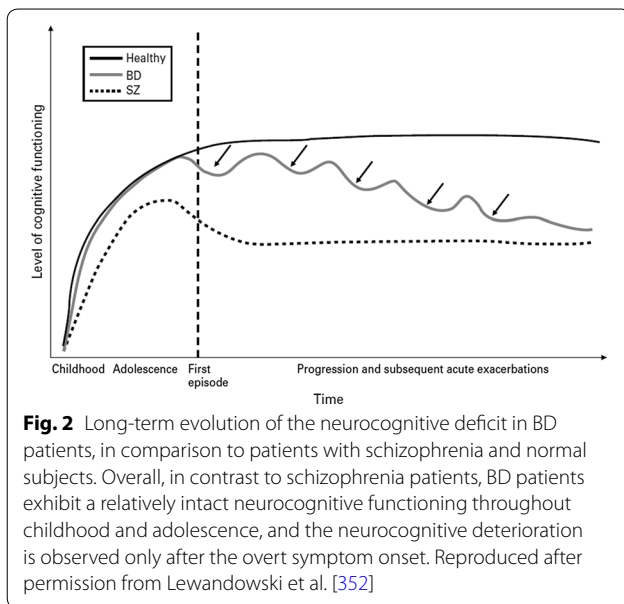 Healthy
BD
SZ
Level of cognitive functioning
Childhood Adolescence First episode Progression and subsequent acute exacerbations
Time
Fig. 2 Long-term evolution of the neurocognitive deficit in BD
patients, in comparison to patients with schizophrenia and normal
subjects. Overall, in contrast to schizophrenia patients, BD patients
exhibit a relatively intact neurocognitive functioning throughout
childhood and adolescence, and the neurocognitive deterioration
is observed only after the overt symptom onset. Reproduced after
permission from Lewandowski et al. [352]